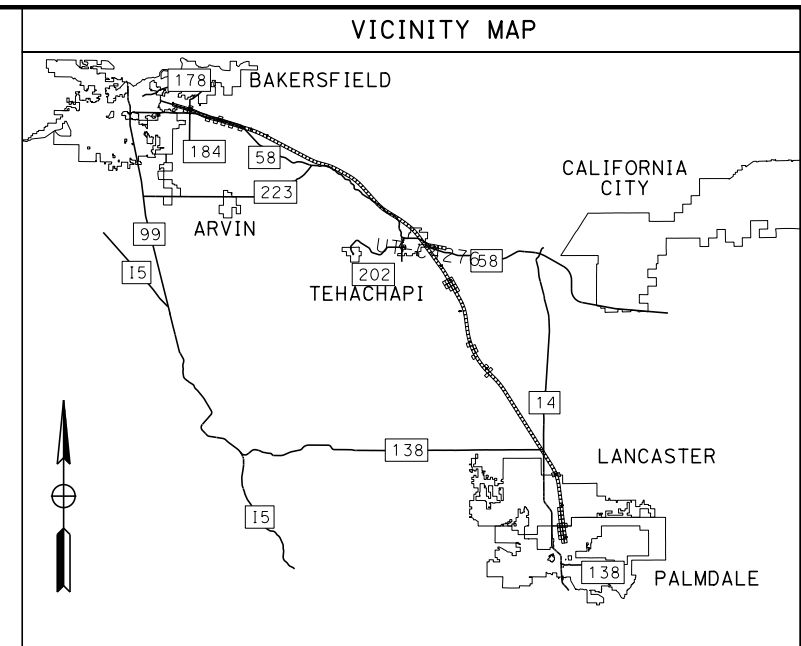 VICINITY MAP
178
BAKERSFIELD
184
58
CALIFORNIA
CITY
223
ARVIN
99
I5
58
202
TEHACHAPI
14
138
LANCASTER
I5
138
PALMDALE